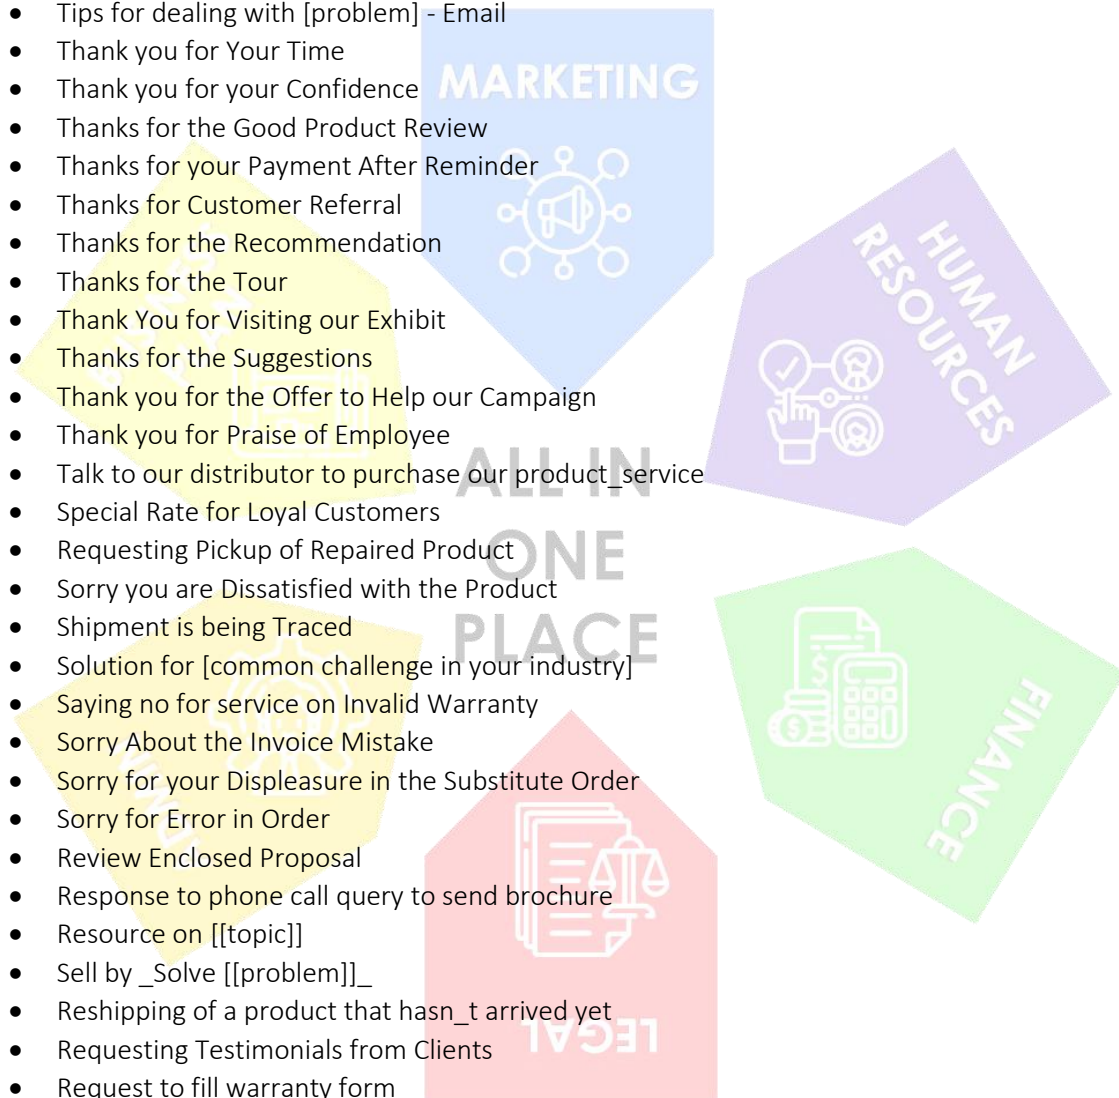 • Tips for dealing with [problem] - Email
• Thank you for Your Time
• Thank you for your Confidence
• Thanks for the Good Product Review
• Thanks for your Payment After Reminder
• Thanks for Customer Referral
• Thanks for the Recommendation
• Thanks for the Tour
• Thank You for Visiting our Exhibit
• Thanks for the Suggestions
• Thank you for the Offer to Help our Campaign
• Thank you for Praise of Employee
• Talk to our distributor to purchase our product_service
• Special Rate for Loyal Customers
• Requesting Pickup of Repaired Product
• Sorry you are Dissatisfied with the Product
• Shipment is being Traced
• Solution for [common challenge in your industry]
• Saying no for service on Invalid Warranty
• Sorry About the Invoice Mistake
• Sorry for your Displeasure in the Substitute Order
• Sorry for Error in Order
• Review Enclosed Proposal
• Response to phone call query to send brochure
• Resource on [[topic]]
• Sell by _Solve [[problem]]_
• Reshipping of a product that hasn_t arrived yet
• Requesting Testimonials from Clients
• Request to fill warranty form
MARKETING
HUMAN
RESOURCES
ALL IN
ONE
PLACE
FINANCE
LEGAL